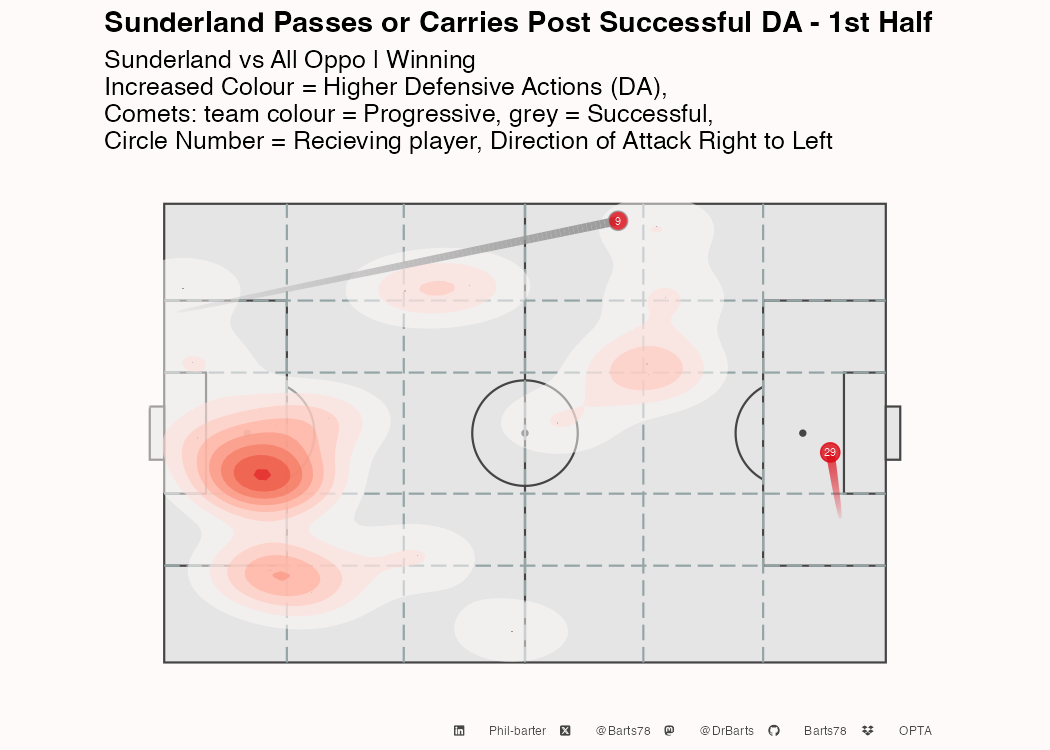 Sunderland Passes or Carries Post Successful DA - 1st Half
Sunderland vs All Oppo | Winning
Increased Colour = Higher Defensive Actions (DA),
Comets: team colour = Progressive, grey = Successful,
Circle Number = Recieving player, Direction of Attack Right to Left
9
29
Phil-barter @Barts78 @DrBarts Barts78 OPTA